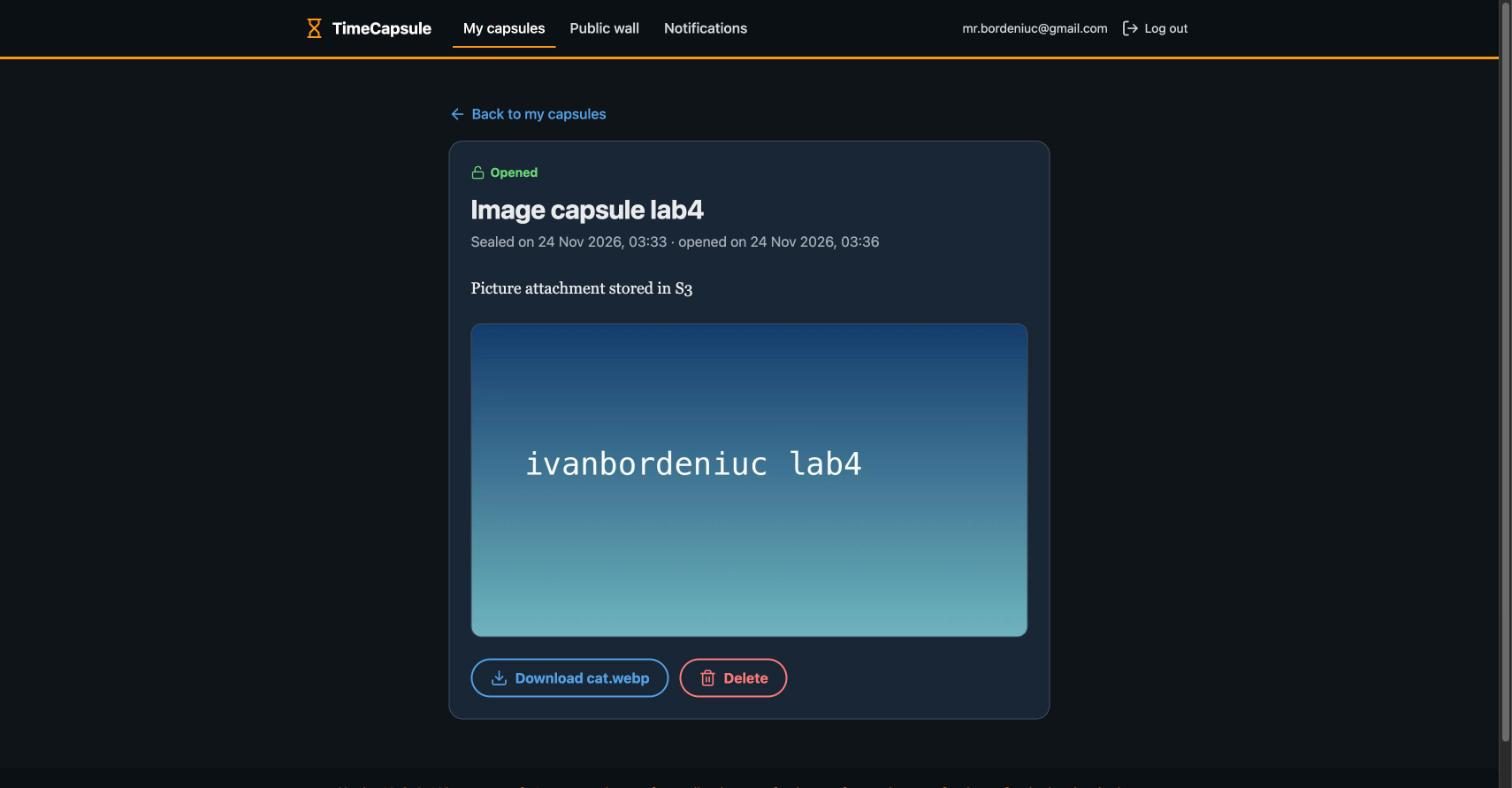 TimeCapsule My capsules Public wall Notifications mr.bordeniuc@gmail.com Log out
Back to my capsules
Opened
Image capsule lab4
Sealed on 24 Nov 2026, 03:33 · opened on 24 Nov 2026, 03:36
Picture attachment stored in S3
ivanbordeniuc lab4
Download cat.webp Delete